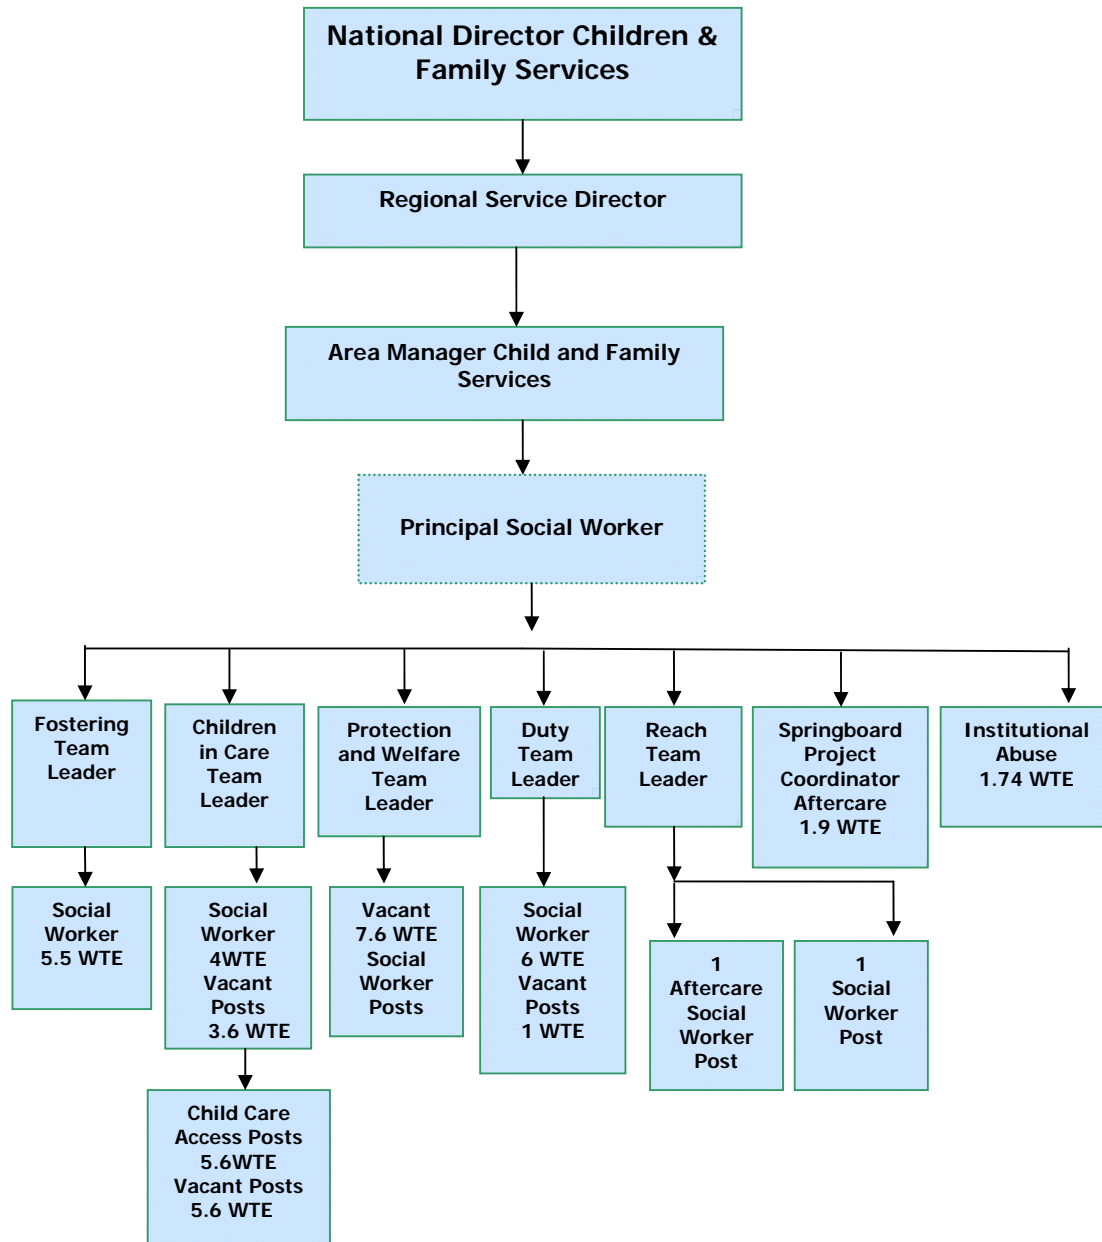 National Director Children &
Family Services
Regional Service Director
Area Manager Child and Family
Services
Principal Social Worker
Fostering
Team
Leader
Children
in Care
Team
Leader
Protection
and Welfare
Team
Leader
Duty
Team
Leader
Reach
Team
Leader
Springboard
Project
Coordinator
Aftercare
1.9 WTE
Institutional
Abuse
1.74 WTE
Social
Worker
5.5 WTE
Social
Worker
4WTE
Vacant
Posts
3.6 WTE
Vacant
7.6 WTE
Social
Worker
Posts
Social
Worker
6 WTE
Vacant
Posts
1 WTE
1
Aftercare
Social
Worker
Post
1
Social
Worker
Post
Child Care
Access Posts
5.6WTE
Vacant Posts
5.6 WTE